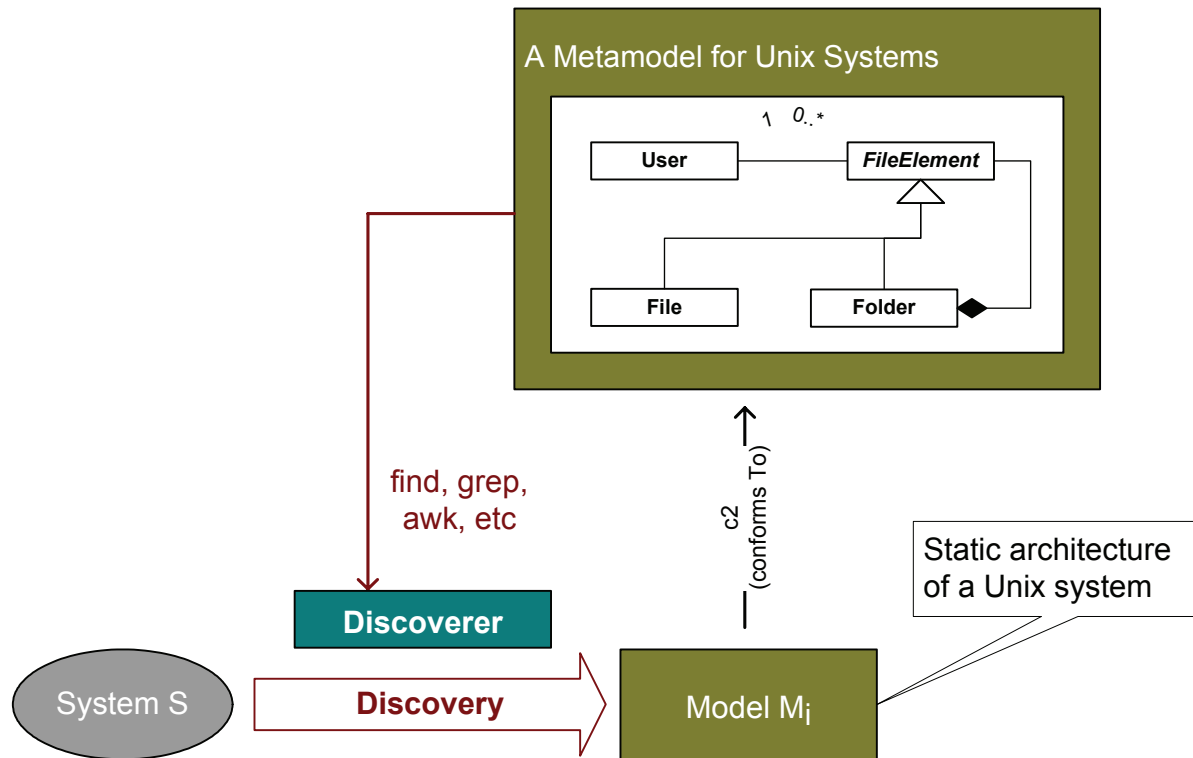 A Metamodel for Unix Systems
1 0..*
User
FileElement
File
Folder
find, grep,
awk, etc
c2
(conforms To)
Static architecture
of a Unix system
Discoverer
System S
Discovery
Model Mi